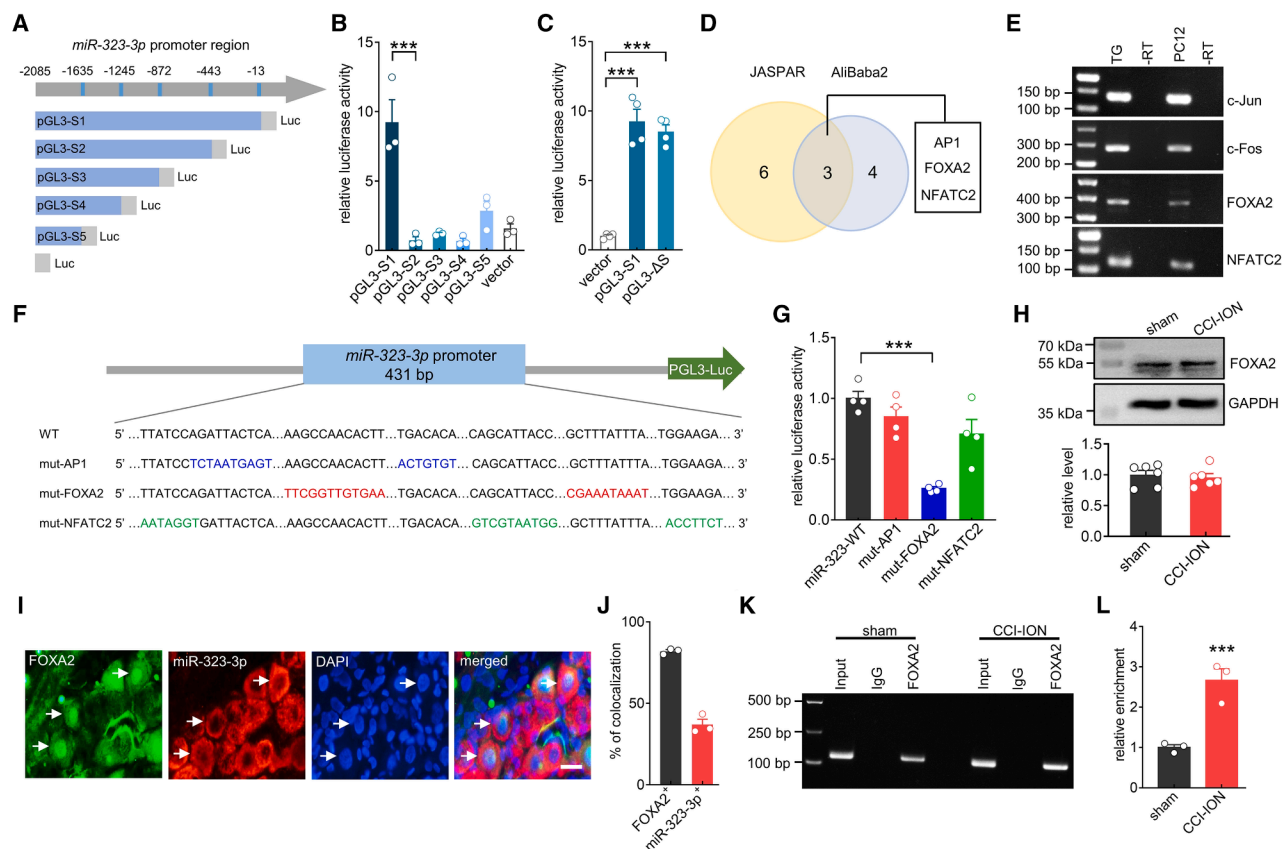 A
miR-323-3p promoter region
-2085 -1635 -1245 -872 -443 -13
pGL3-S1 Luc
pGL3-S2 Luc
pGL3-S3 Luc
pGL3-S4 Luc
pGL3-S5 Luc
Luc
B
relative luciferase activity
15
10
5
0
***
pGL3-S1
pGL3-S2
pGL3-S3
pGL3-S4
pGL3-S5
vector
C
relative luciferase activity
15
10
5
0
***
***
vector
pGL3-S1
pGL3-ΔS
D
JASPAR AliBaba2
6 3 4
AP1
FOXA2
NFATC2
E
TG -RT PC12 -RT
150 bp
100 bp
c-Jun
300 bp
200 bp
c-Fos
400 bp
300 bp
FOXA2
150 bp
100 bp
NFATC2
F
miR-323-3p promoter
431 bp
PGL3-Luc
WT 5’ ...TTATCCAGATTACTCA...AAGCCAACACTT...TGACACA...CAGCATTACC...GCTTTATTTA...TGGAAGA... 3’
mut-AP1 5’ ...TTATCCTCTAATGAGT...AAGCCAACACTT...ACTGTGT...CAGCATTACC...GCTTTATTTA...TGGAAGA... 3’
mut-FOXA2 5’ ...TTATCCAGATTACTCA...TTCGGTTGTGAA...TGACACA...CAGCATTACC...CGAAATAAAT...TGGAAGA... 3’
mut-NFATC2 5’ ...AATAGGTGATTACTCA...AAGCCAACACTT...TGACACA...GTCGTAATGG...GCTTTATTTA...ACCTTCT... 3’
G
relative luciferase activity
1.5
1.0
0.5
0.0
***
miR-323-WT
mut-AP1
mut-FOXA2
mut-NFATC2
H
sham CCI-ION
70 kDa
55 kDa
FOXA2
35 kDa
GAPDH
relative level
1.5
1.0
0.5
0.0
sham
CCI-ION
I
FOXA2 miR-323-3p DAPI merged
J
% of colocalization
100
50
0
FOXA2⁺
miR-323-3p⁺
K
sham CCI-ION
Input IgG FOXA2 Input IgG FOXA2
500 bp
250 bp
100 bp
L
relative enrichment
4
3
2
1
0
***
sham
CCI-ION